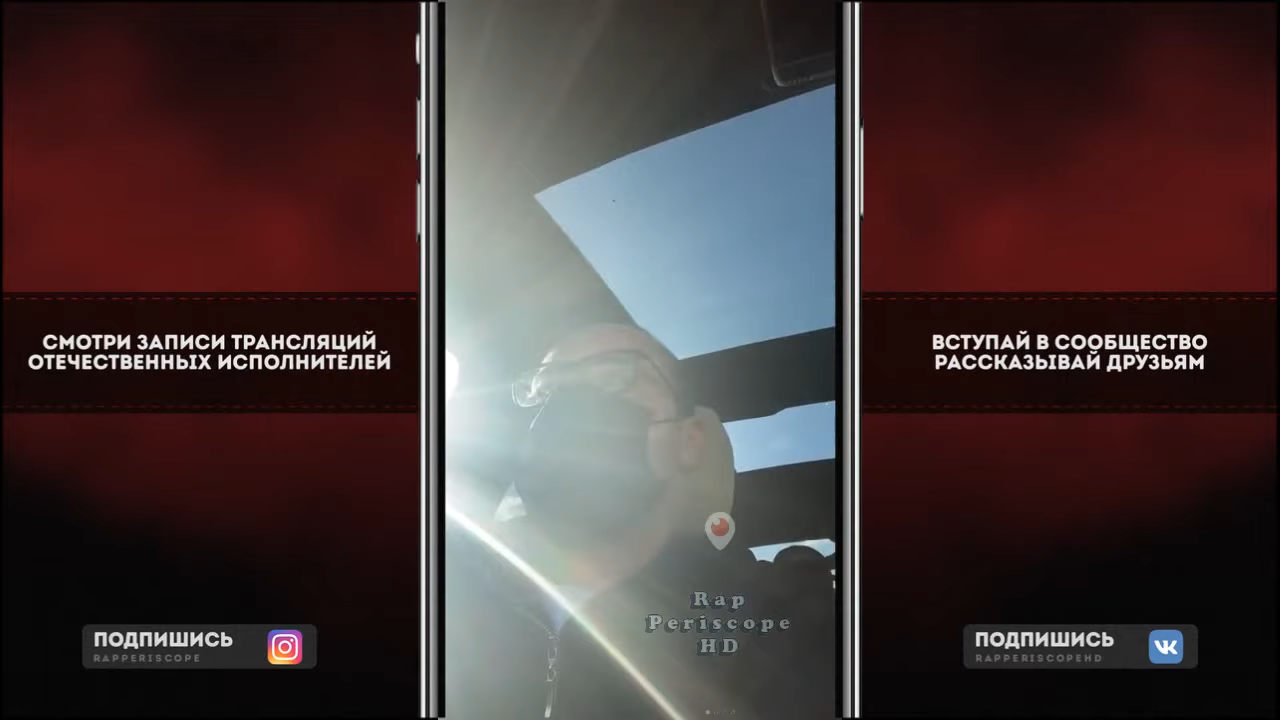 СМОТРИ ЗАПИСИ ТРАНСЛЯЦИЙ
ОТЕЧЕСТВЕННЫХ ИСПОЛНИТЕЛЕЙ
ВСТУПАЙ В СООБЩЕСТВО
РАССКАЗЫВАЙ ДРУЗЬЯМ
Rap
Periscope
HD
ПОДПИШИСЬ
RAPPERISCOPE
ПОДПИШИСЬ
RAPPERISCOPEHD